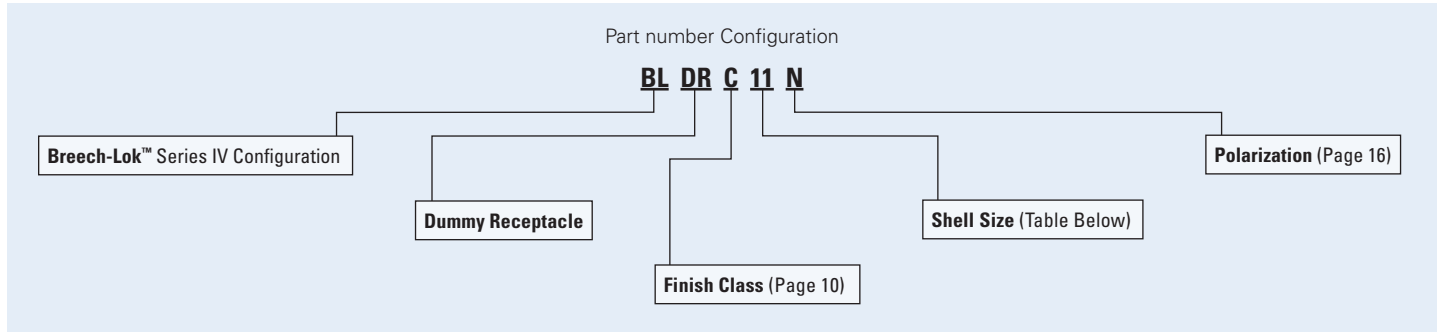 Part number Configuration
BL DR C 11 N
Breech-Lok™ Series IV Configuration
Polarization (Page 16)
Dummy Receptacle
Shell Size (Table Below)
Finish Class (Page 10)